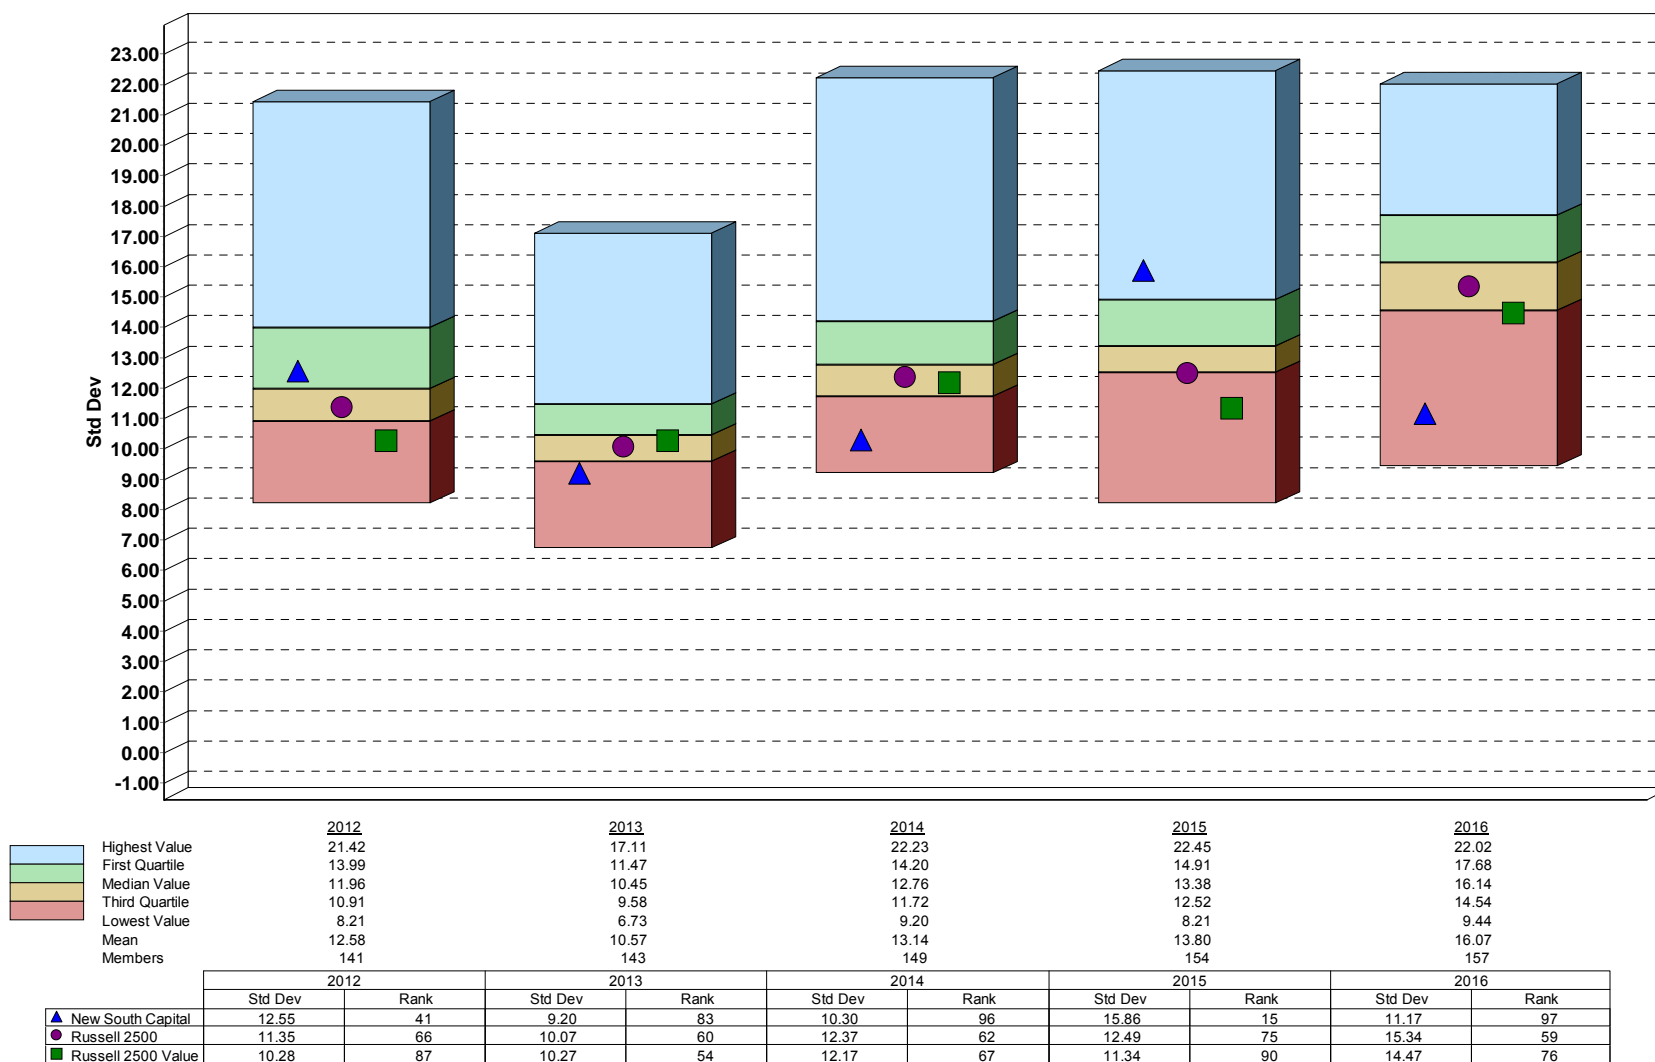 23.00
22.00
21.00
20.00
19.00
18.00
17.00
16.00
15.00
14.00
13.00
12.00
11.00
10.00
9.00
8.00
7.00
6.00
5.00
4.00
3.00
2.00
1.00
0.00
-1.00
Std Dev
2012 2013 2014 2015 2016
Highest Value 21.42 17.11 22.23 22.45 22.02
First Quartile 13.99 11.47 14.20 14.91 17.68
Median Value 11.96 10.45 12.76 13.38 16.14
Third Quartile 10.91 9.58 11.72 12.52 14.54
Lowest Value 8.21 6.73 9.20 8.21 9.44
Mean 12.58 10.57 13.14 13.80 16.07
Members 141 143 149 154 157
2012 2013 2014 2015 2016
Std Dev Rank Std Dev Rank Std Dev Rank Std Dev Rank Std Dev Rank
New South Capital 12.55 41 9.20 83 10.30 96 15.86 15 11.17 97
Russell 2500 11.35 66 10.07 60 12.37 62 12.49 75 15.34 59
Russell 2500 Value 10.28 87 10.27 54 12.17 67 11.34 90 14.47 76